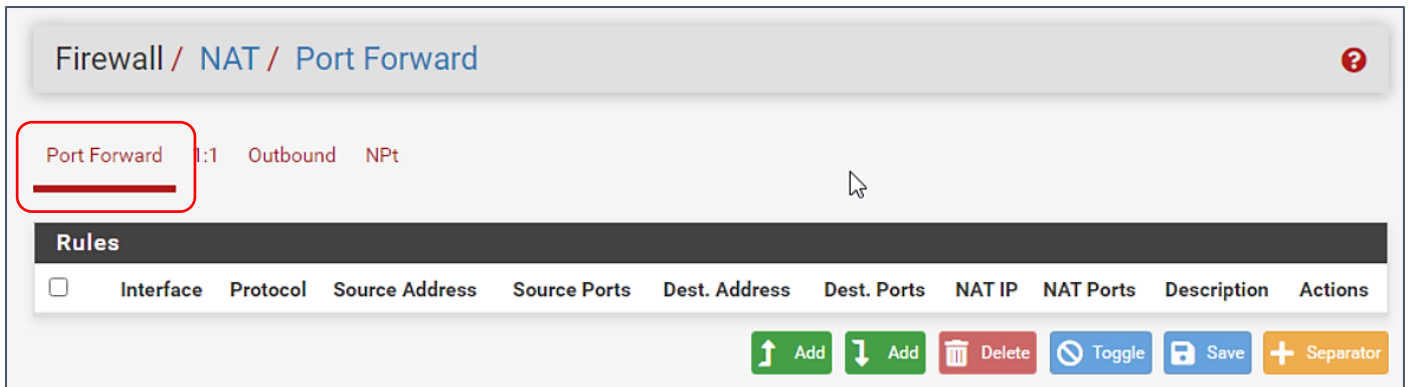 Firewall / NAT / Port Forward
Port Forward 1:1 Outbound NPt
Rules
Interface Protocol Source Address Source Ports Dest. Address Dest. Ports NAT IP NAT Ports Description Actions
Add Add Delete Toggle Save Separator